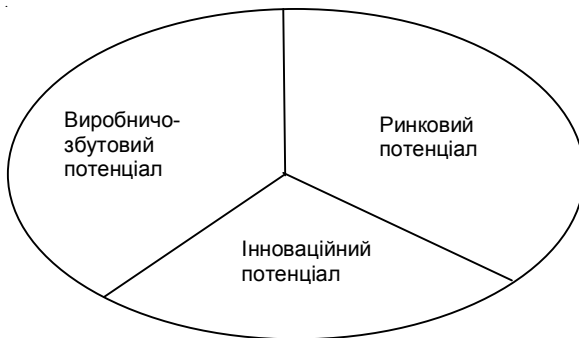 Виробничо-
збутовий
потенціал
Ринковий
потенціал
Інноваційний
потенціал